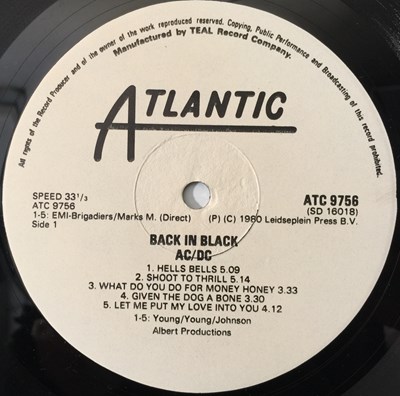 All rights of the Record Producer and of the owner of the work reproduced reserved. Copying, Public Performance and Broadcasting of this record prohibited.
Manufactured by TEAL Record Company.
ATLANTIC
SPEED 33 1/3
ATC 9756
ATC 9756
(SD 16018)
1-5: EMI-Brigadiers/Marks M. (Direct)
(P) (C) 1980 Leidseplein Press B.V.
Side 1
BACK IN BLACK
AC/DC
1. HELLS BELLS 5.09
2. SHOOT TO THRILL 5.14
3. WHAT DO YOU DO FOR MONEY HONEY 3.33
4. GIVEN THE DOG A BONE 3.30
5. LET ME PUT MY LOVE INTO YOU 4.12
1-5: Young/Young/Johnson
Albert Productions